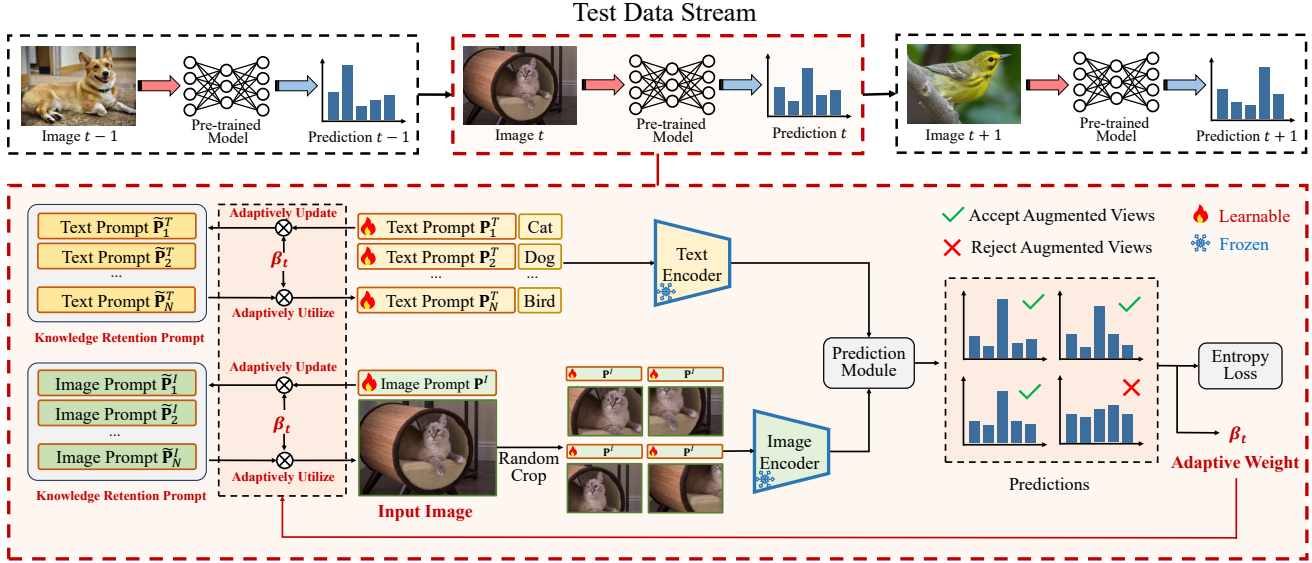 Test Data Stream
Image t − 1
Pre-trained
Model
Prediction t − 1
Image t
Pre-trained
Model
Prediction t
Image t + 1
Pre-trained
Model
Prediction t + 1
Text Prompt P̃₁ᵀ
Text Prompt P̃₂ᵀ
...
Text Prompt P̃_Nᵀ
Knowledge Retention Prompt
Adaptively Update
β_t
Adaptively Utilize
Text Prompt P₁ᵀ
Cat
Text Prompt P₂ᵀ
Dog
...
...
Text Prompt P_Nᵀ
Bird
Text
Encoder
Accept Augmented Views
Reject Augmented Views
Learnable
Frozen
Image Prompt P̃₁ᴵ
Image Prompt P̃₂ᴵ
...
Image Prompt P̃_Nᴵ
Knowledge Retention Prompt
Adaptively Update
β_t
Adaptively Utilize
Image Prompt Pᴵ
Input Image
Random
Crop
Pᴵ
Pᴵ
Pᴵ
Pᴵ
Image
Encoder
Prediction
Module
Predictions
Entropy
Loss
β_t
Adaptive Weight